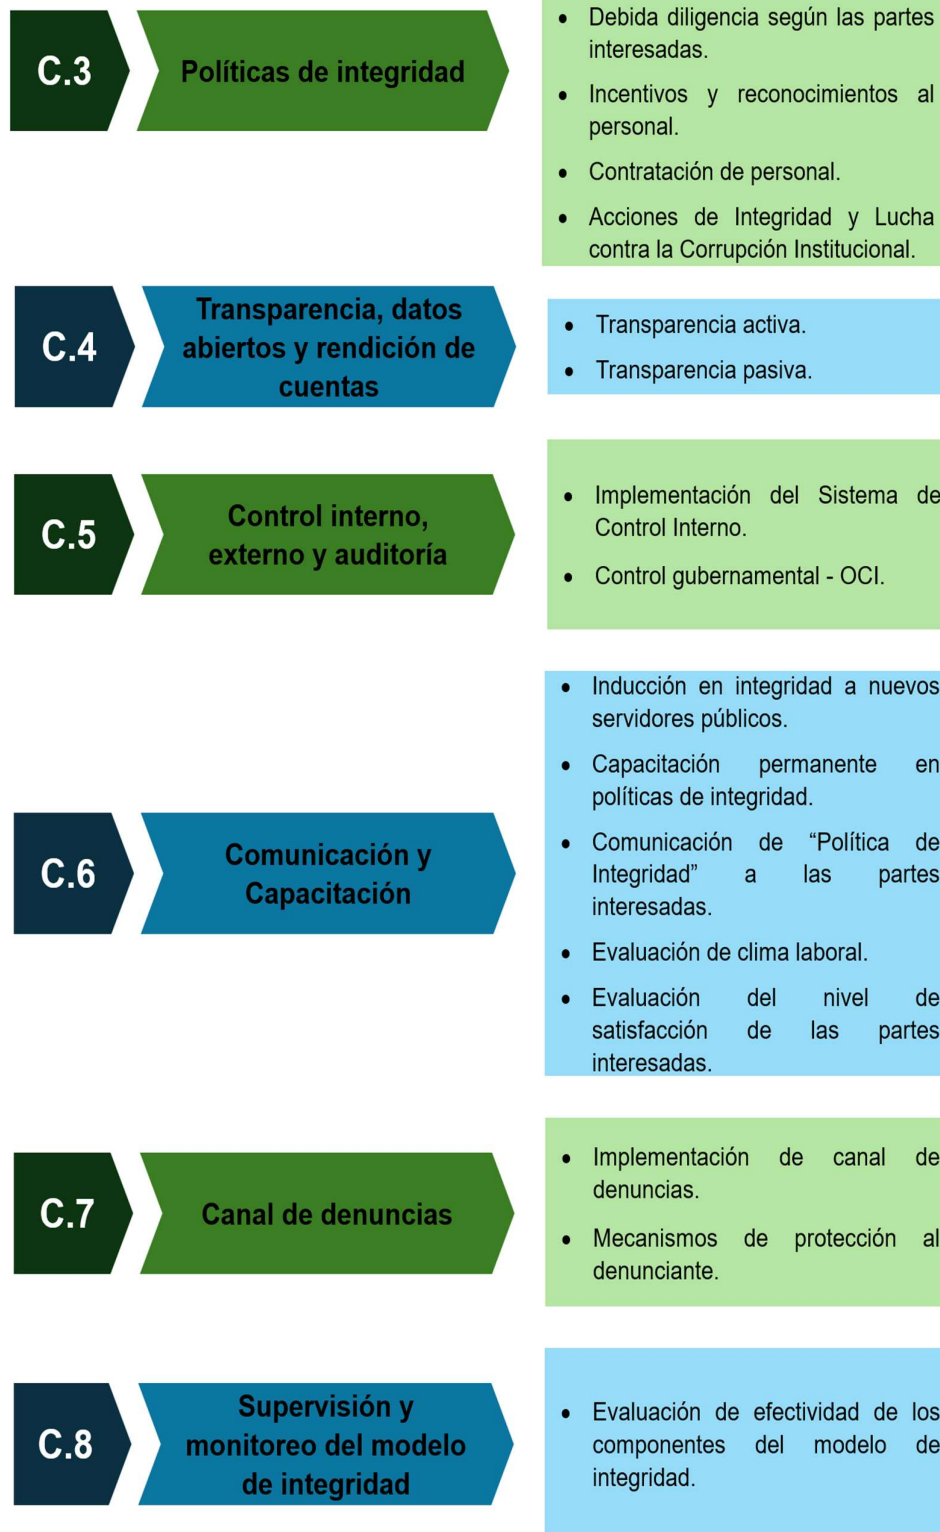 C.3
Políticas de integridad
• Debida diligencia según las partes
interesadas.
• Incentivos y reconocimientos al
personal.
• Contratación de personal.
• Acciones de Integridad y Lucha
contra la Corrupción Institucional.
C.4
Transparencia, datos
abiertos y rendición de
cuentas
• Transparencia activa.
• Transparencia pasiva.
C.5
Control interno,
externo y auditoría
• Implementación del Sistema de
Control Interno.
• Control gubernamental - OCI.
C.6
Comunicación y
Capacitación
• Inducción en integridad a nuevos
servidores públicos.
• Capacitación permanente en
políticas de integridad.
• Comunicación de “Política de
Integridad” a las partes
interesadas.
• Evaluación de clima laboral.
• Evaluación del nivel de
satisfacción de las partes
interesadas.
C.7
Canal de denuncias
• Implementación de canal de
denuncias.
• Mecanismos de protección al
denunciante.
C.8
Supervisión y
monitoreo del modelo
de integridad
• Evaluación de efectividad de los
componentes del modelo de
integridad.